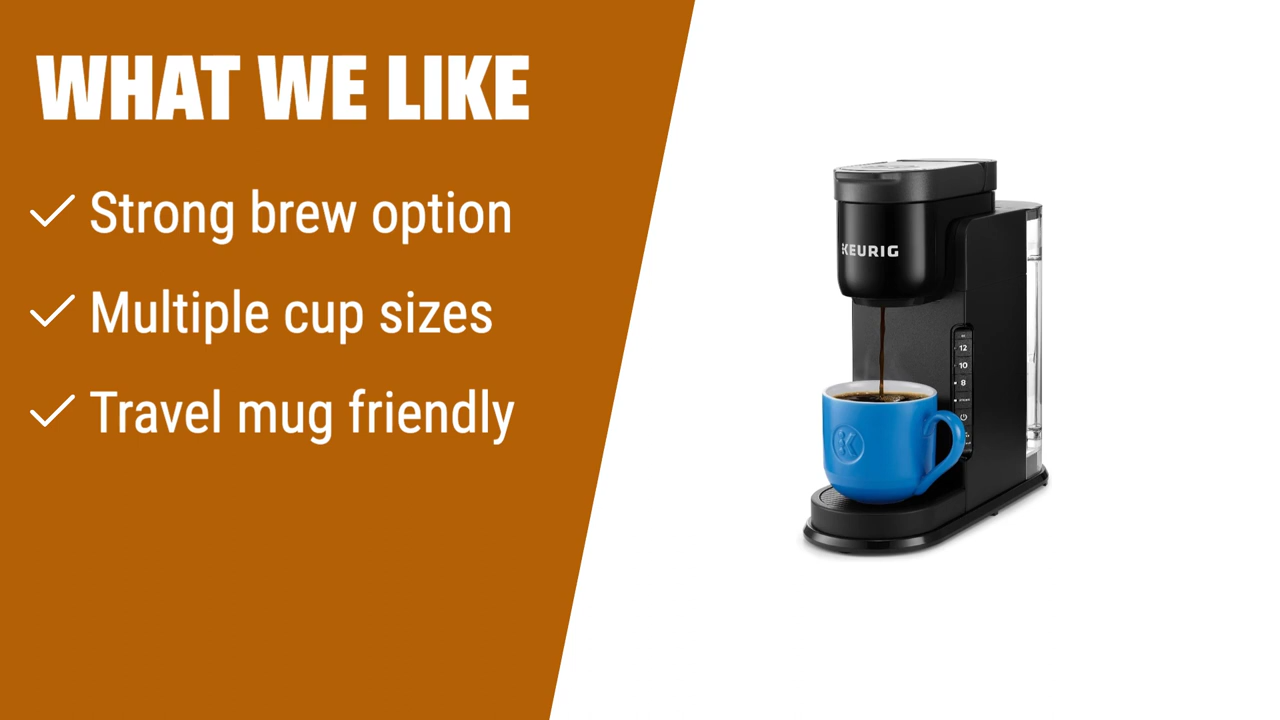 WHAT WE LIKE
Strong brew option
Multiple cup sizes
Travel mug friendly
KEURIG
12
10
8
K